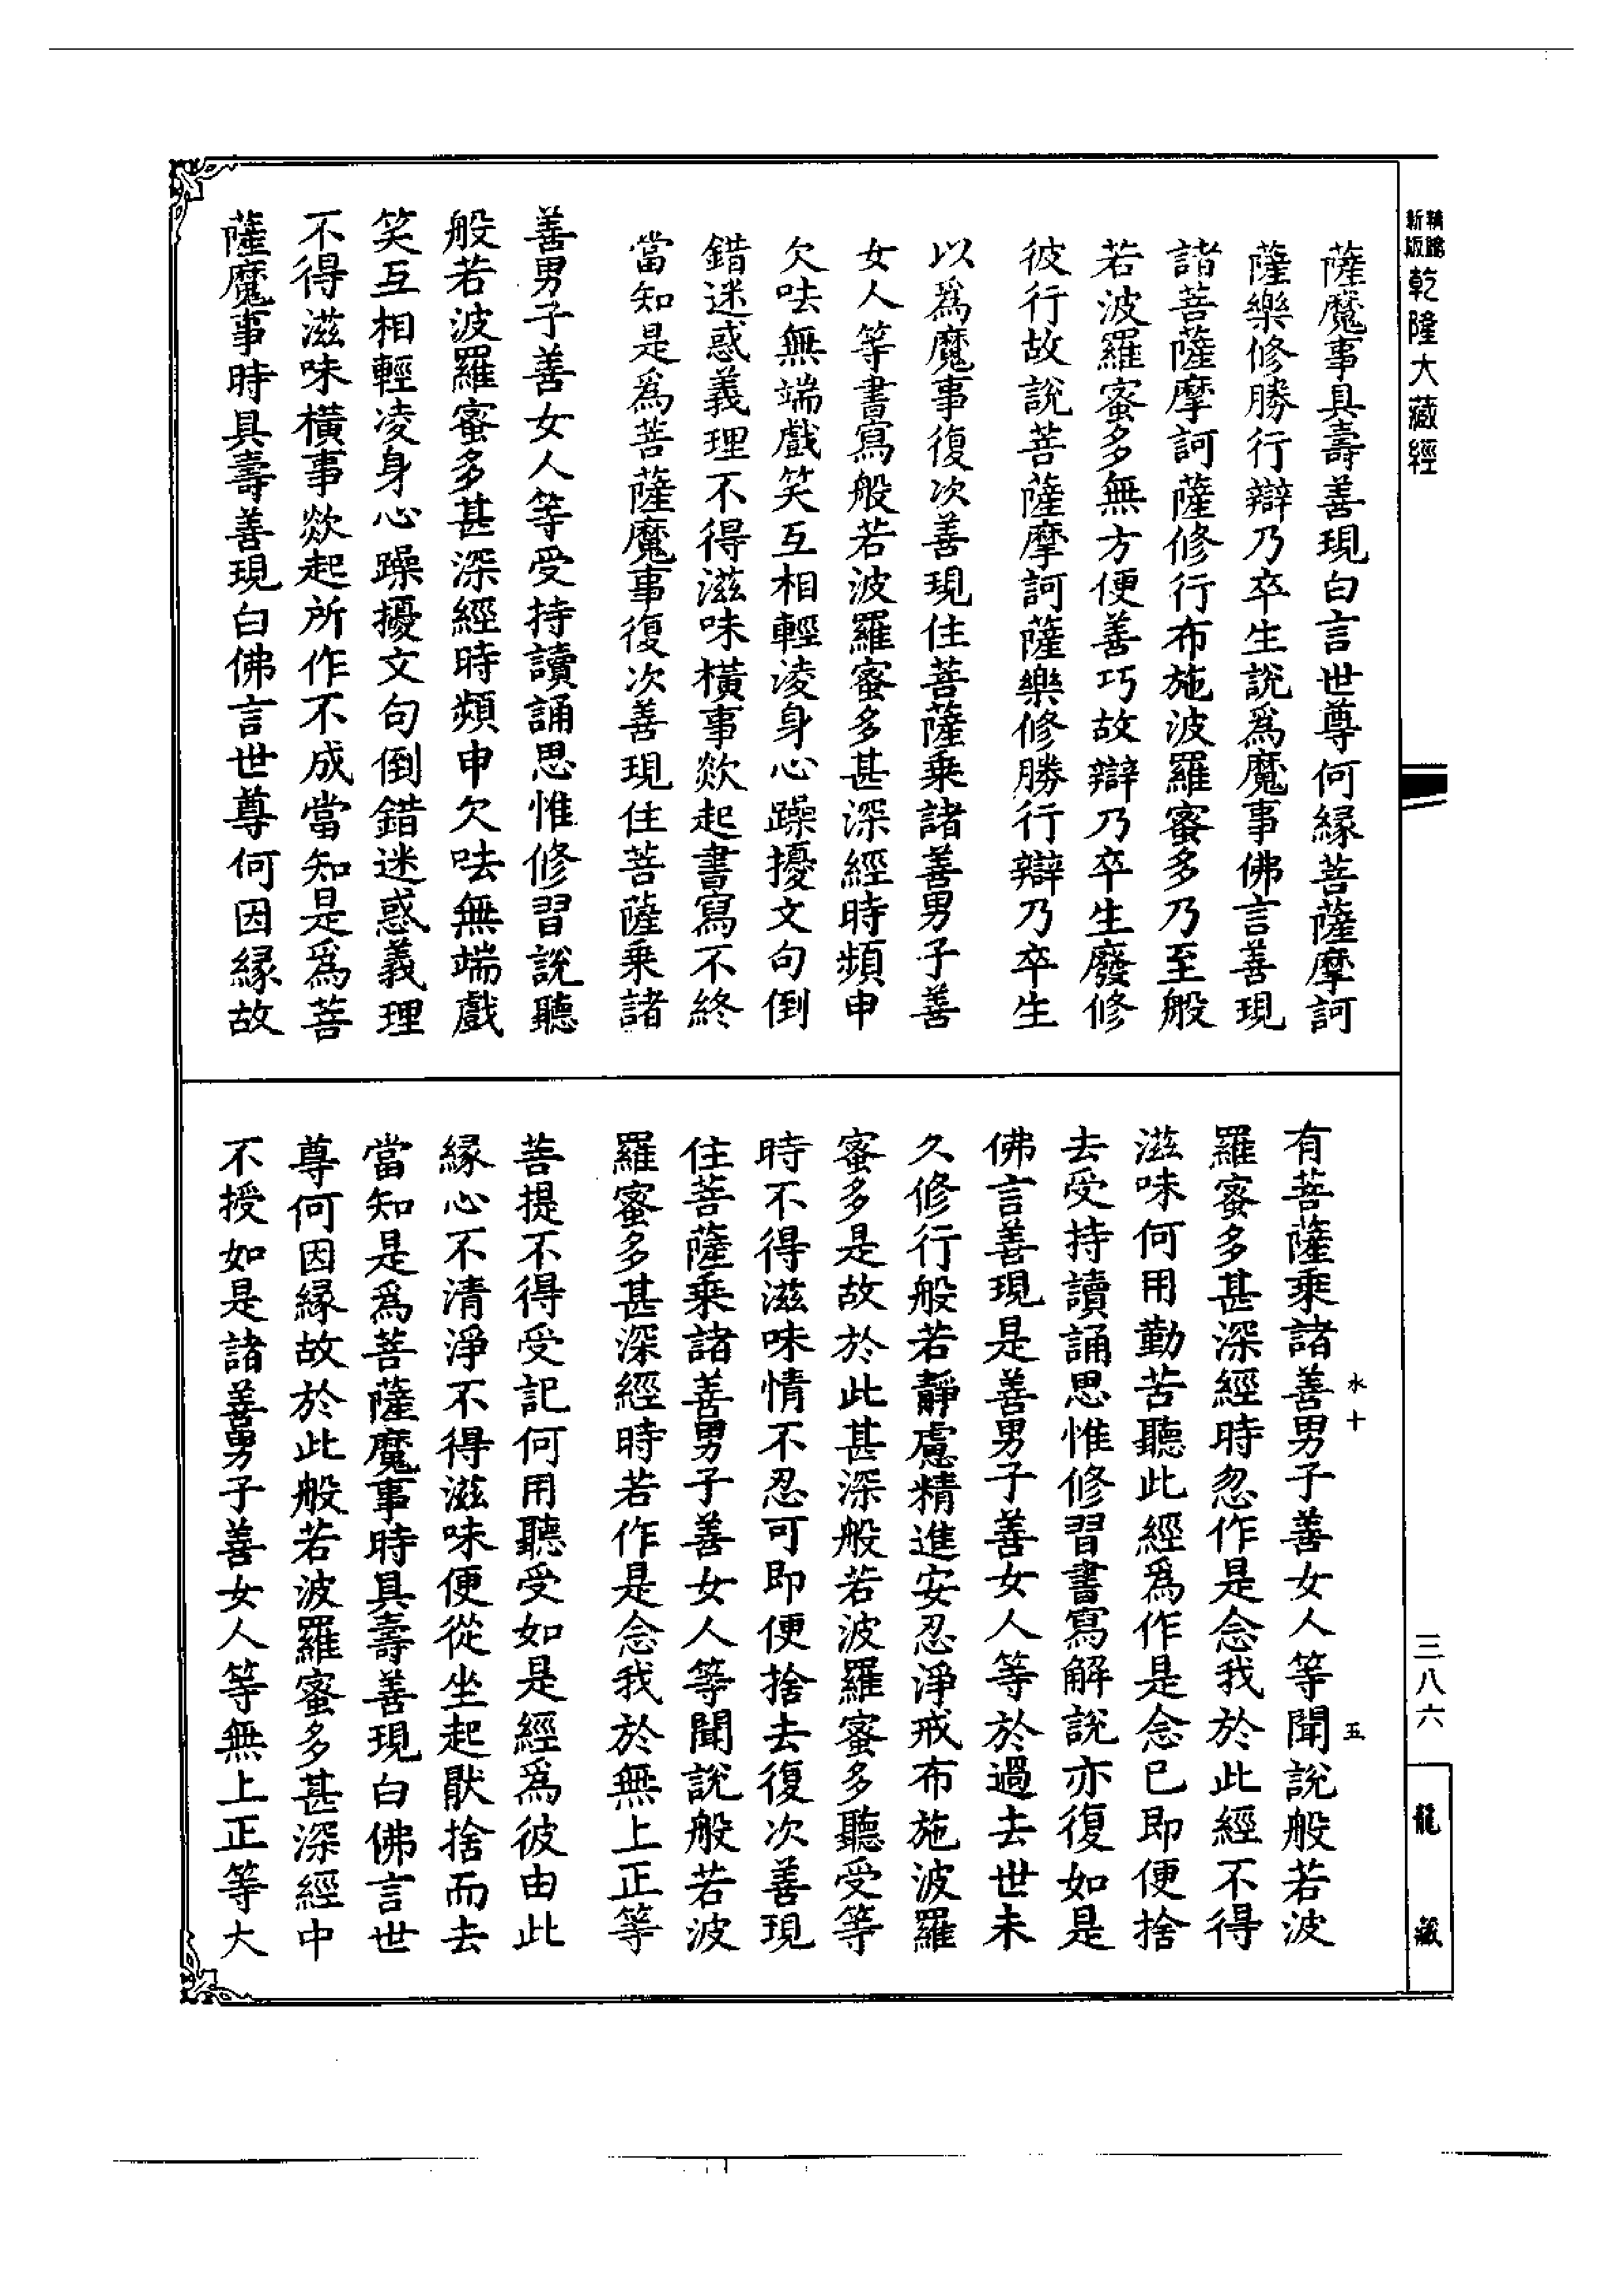 新版
精縮
乾隆大藏經
薩魔事具壽善現白言世尊何緣菩薩摩訶
薩樂修勝行辯乃卒生說爲魔事佛言善現
諸菩薩摩訶薩修行布施波羅蜜多乃至般
若波羅蜜多無方便善巧故辯乃卒生廢修
彼行故說菩薩摩訶薩樂修勝行辯乃卒生
以爲魔事復次善現住菩薩乘諸善男子善
女人等書寫般若波羅蜜多甚深經時頻申
欠呿無端戲笑互相輕凌身心躁擾文句倒
錯迷惑義理不得滋味橫事欻起書寫不終
當知是爲菩薩魔事復次善現住菩薩乘諸
善男子善女人等受持讀誦思惟修習說聽
般若波羅蜜多甚深經時頻申欠呿無端戲
笑互相輕凌身心躁擾文句倒錯迷惑義理
不得滋味橫事欻起所作不成當知是爲菩
薩魔事時具壽善現白佛言世尊何因緣故
有菩薩乘諸善男子善女人等聞說般若波
羅蜜多甚深經時忽作是念我於此經不得
滋味何用勤苦聽此經爲作是念已即便捨
去受持讀誦思惟修習書寫解說亦復如是
佛言善現是善男子善女人等於過去世未
久修行般若靜慮精進安忍淨戒布施波羅
蜜多是故於此甚深般若波羅蜜多聽受等
時不得滋味情不忍可即便捨去復次善現
住菩薩乘諸善男子善女人等聞說般若波
羅蜜多甚深經時若作是念我於無上正等
菩提不得受記何用聽受如是經爲彼由此
緣心不清淨不得滋味便從坐起厭捨而去
當知是爲菩薩魔事時具壽善現白佛言世
尊何因緣故於此般若波羅蜜多甚深經中
不授如是諸善男子善女人等無上正等大
水十
五
三八六
龍藏